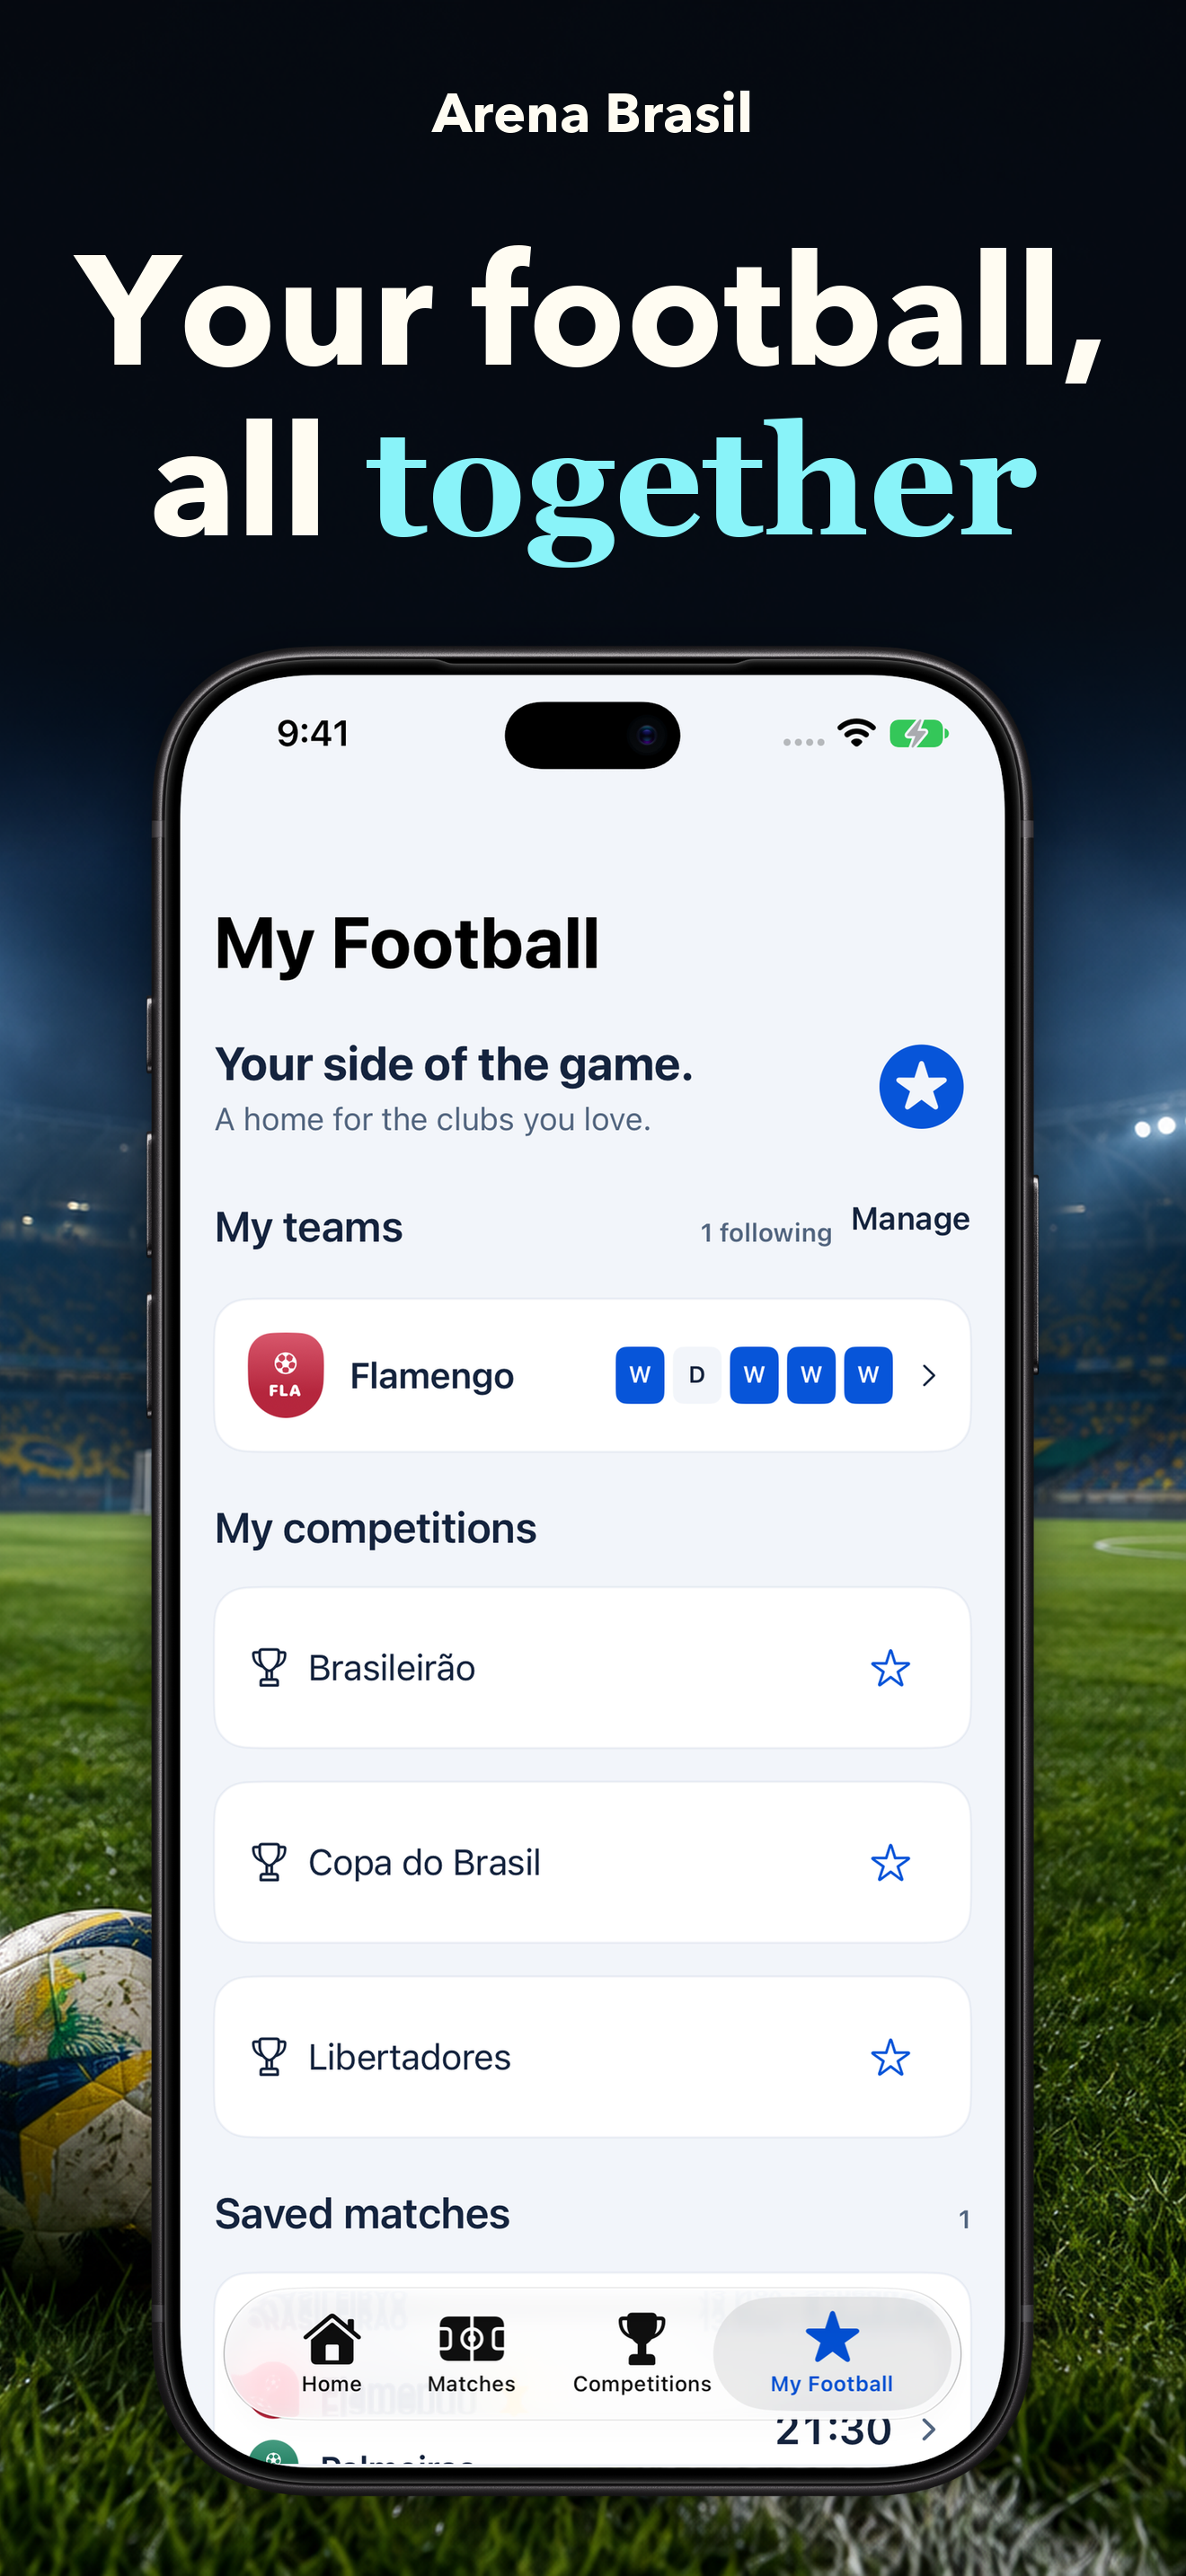 Arena Brasil
Your football,
all together
9:41
My Football
Your side of the game.
A home for the clubs you love.
My teams 1 following Manage
FLA Flamengo W D W W W
My competitions
Brasileirão
Copa do Brasil
Libertadores
Saved matches 1
Home Matches Competitions My Football
21:30
Palmeiras